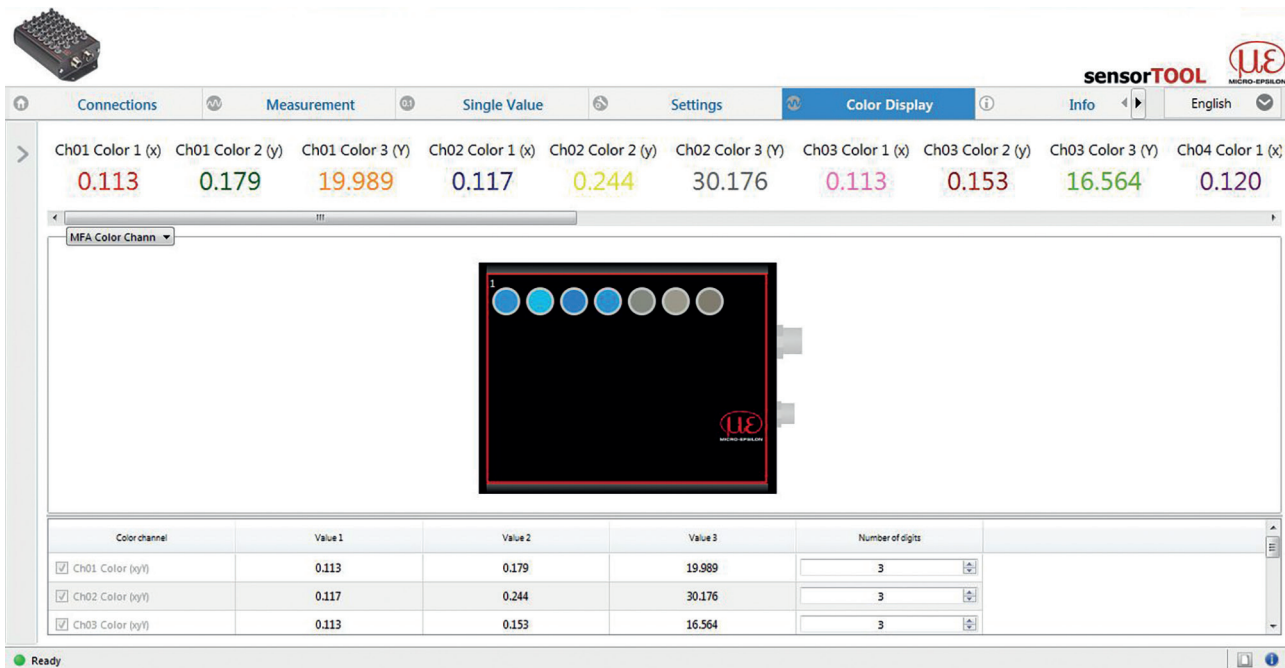 sensorTOOL
με
MICRO-EPSILON
Connections Measurement Single Value Settings Color Display Info English
Ch01 Color 1 (x) Ch01 Color 2 (y) Ch01 Color 3 (Y) Ch02 Color 1 (x) Ch02 Color 2 (y) Ch02 Color 3 (Y) Ch03 Color 1 (x) Ch03 Color 2 (y) Ch03 Color 3 (Y) Ch04 Color 1 (x)
0.113 0.179 19.989 0.117 0.244 30.176 0.113 0.153 16.564 0.120
MFA Color Chann
1
με
MICRO-EPSILON
Color channel Value 1 Value 2 Value 3 Number of digits
Ch01 Color (xyY) 0.113 0.179 19.989 3
Ch02 Color (xyY) 0.117 0.244 30.176 3
Ch03 Color (xyY) 0.113 0.153 16.564 3
Ready